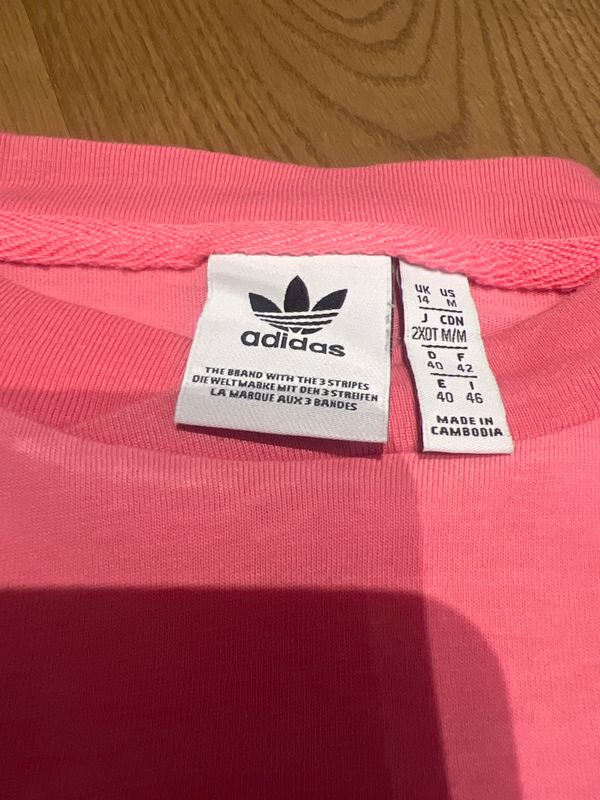 adidas
THE BRAND WITH THE 3 STRIPES
DIE WELTMARKE MIT DEN 3 STREIFEN
LA MARQUE AUX 3 BANDES
UK US
14 M
J CDN
2XOT M/M
D F
40 42
E I
40 46
MADE IN
CAMBODIA